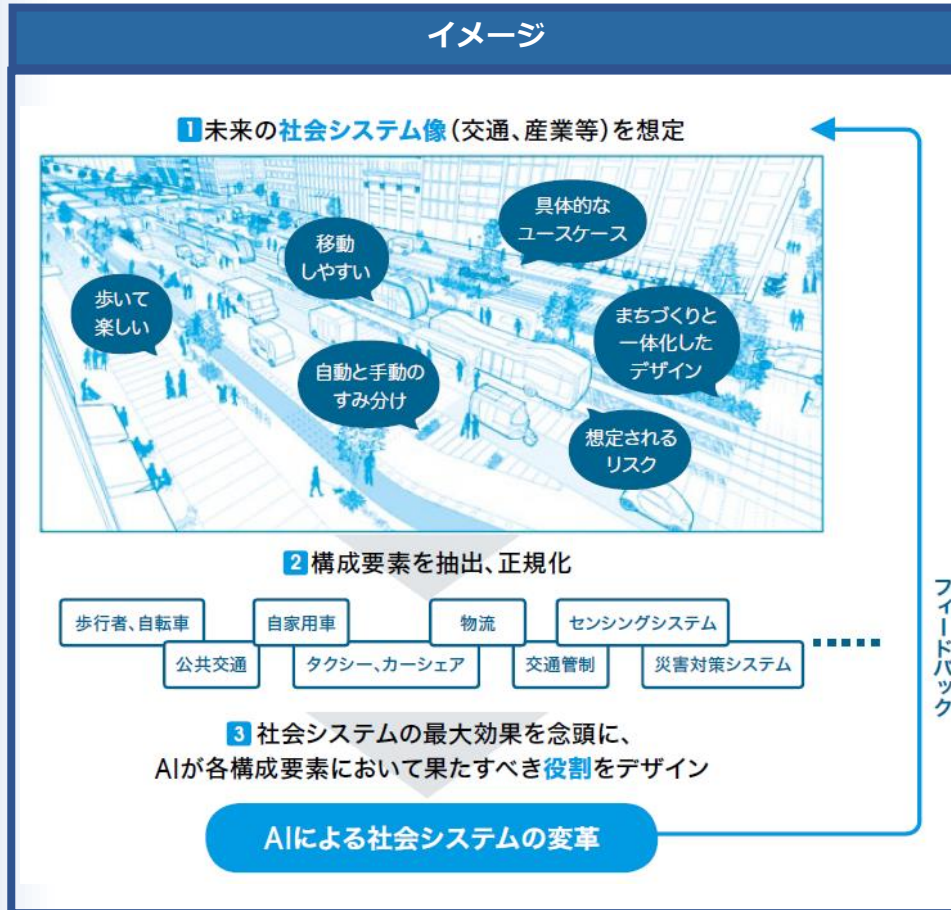 イメージ
1 未来の社会システム像(交通、産業等)を想定
具体的な
ユースケース
移動
しやすい
歩いて
楽しい
まちづくりと
一体化した
デザイン
自動と手動の
すみ分け
想定される
リスク
2 構成要素を抽出、正規化
歩行者、自転車
自家用車
物流
センシングシステム
公共交通
タクシー、カーシェア
交通管制
災害対策システム
フィードバック
3 社会システムの最大効果を念頭に、
AIが各構成要素において果たすべき役割をデザイン
AIによる社会システムの変革